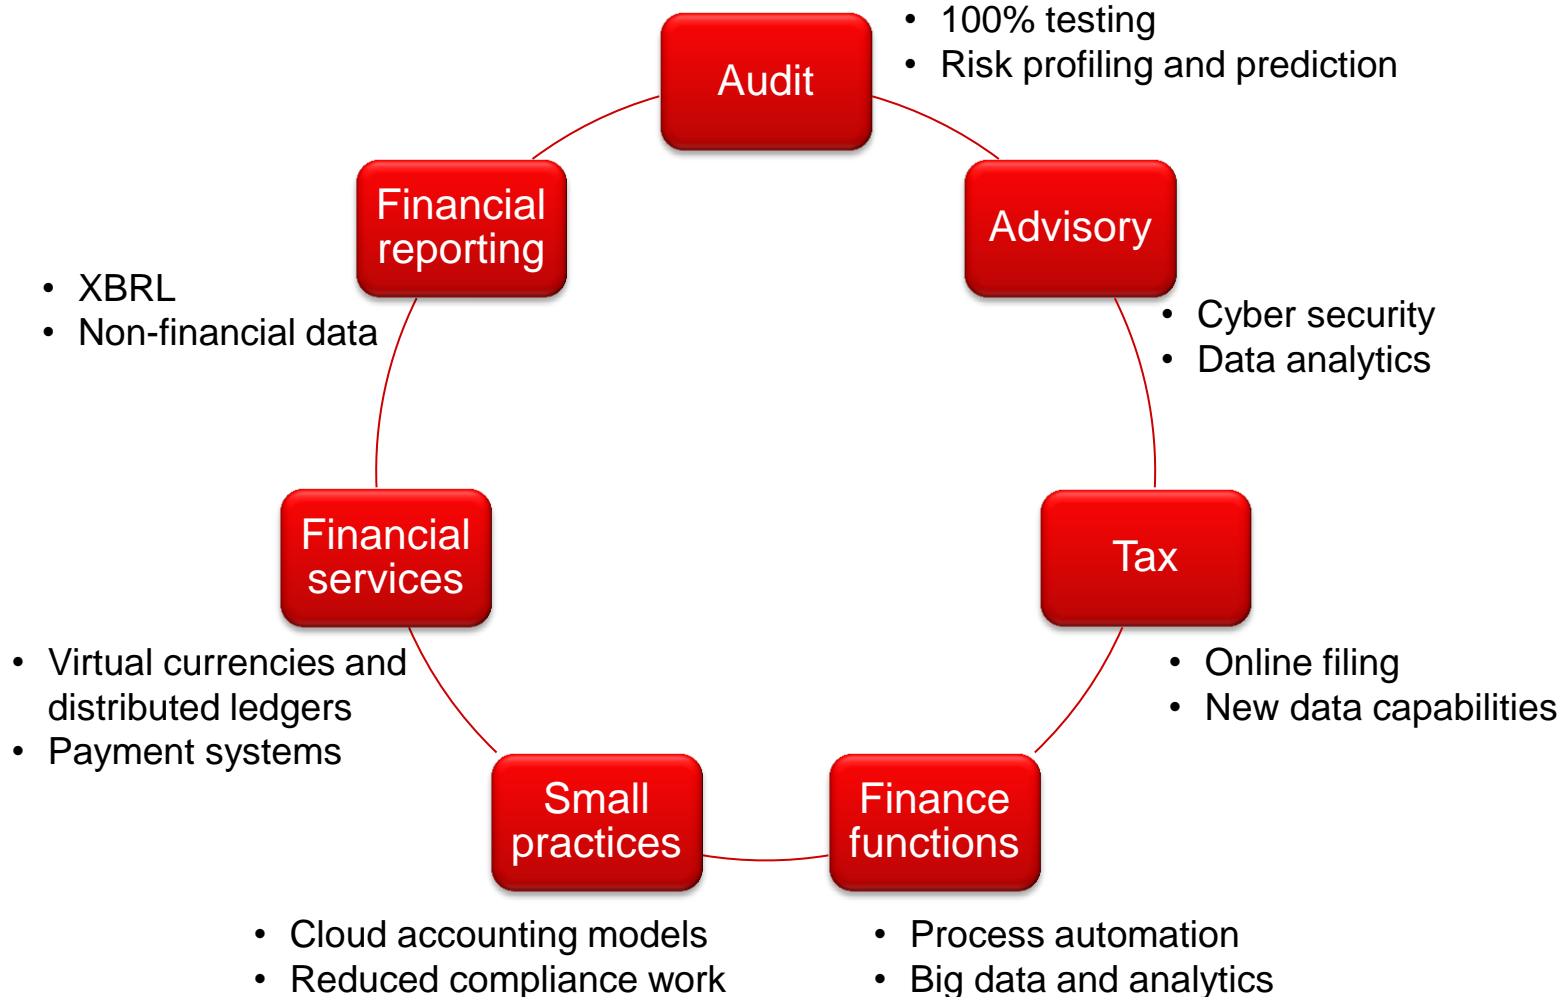 Audit
• 100% testing
• Risk profiling and prediction
Advisory
• Cyber security
• Data analytics
Tax
• Online filing
• New data capabilities
Finance
functions
• Process automation
• Big data and analytics
Small
practices
• Cloud accounting models
• Reduced compliance work
Financial
services
• Virtual currencies and
distributed ledgers
• Payment systems
Financial
reporting
• XBRL
• Non-financial data